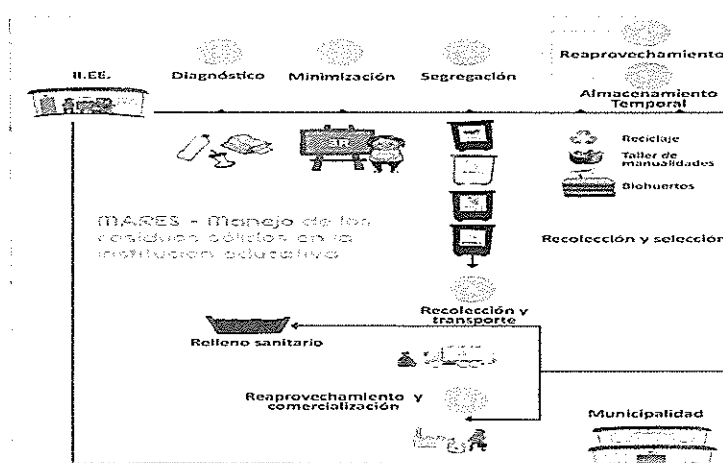 II.EE.
Diagnóstico
Minimización
Segregación
Reaprovechamiento
Almacenamiento
Temporal
3R
Reciclaje
Taller de
manualidades
Biohuertos
MARES - Manejo de los
residuos sólidos en la
institución educativa
Recolección y selección
Recolección y
transporte
Relleno sanitario
Reaprovechamiento y
comercialización
Municipalidad